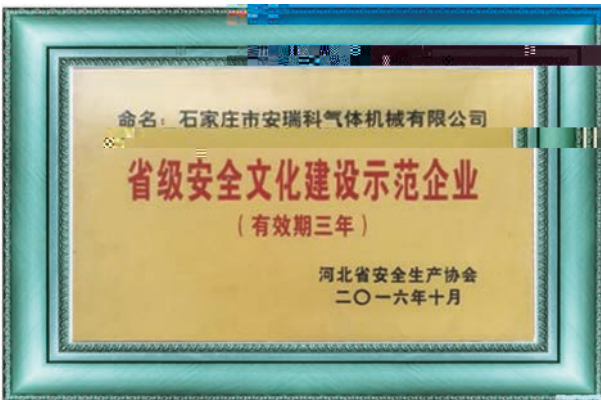 命名：石家庄市安瑞科气体机械有限公司
省级安全文化建设示范企业
（有效期三年）
河北省安全生产协会
二〇一六年十月